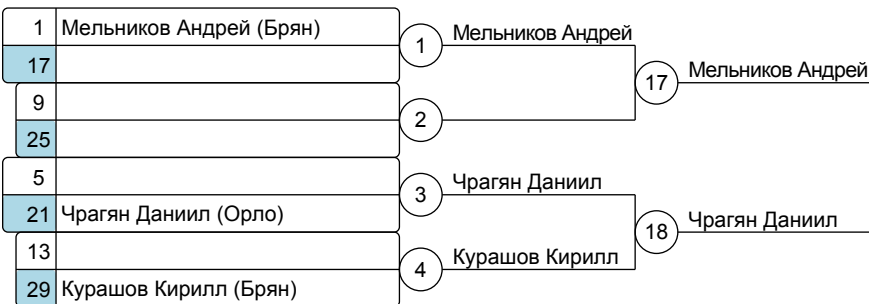 1 Мельников Андрей (Брян)
17
1 Мельников Андрей
9
25
2
17 Мельников Андрей
5
21 Чрагян Даниил (Орло)
3 Чрагян Даниил
13
29 Курашов Кирилл (Брян)
4 Курашов Кирилл
18 Чрагян Даниил